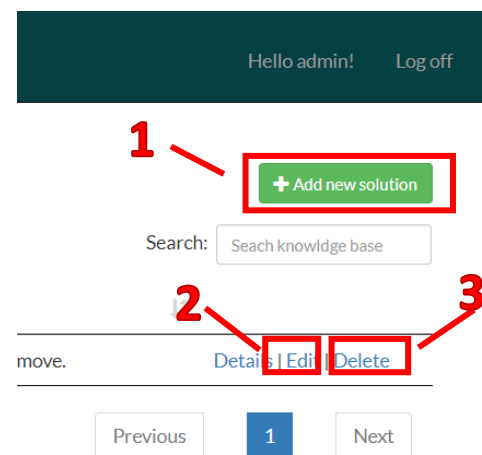 Hello admin! Log off
1
+ Add new solution
Search: Seach knowldge base
2
3
move. Details | Edit | Delete
Previous 1 Next